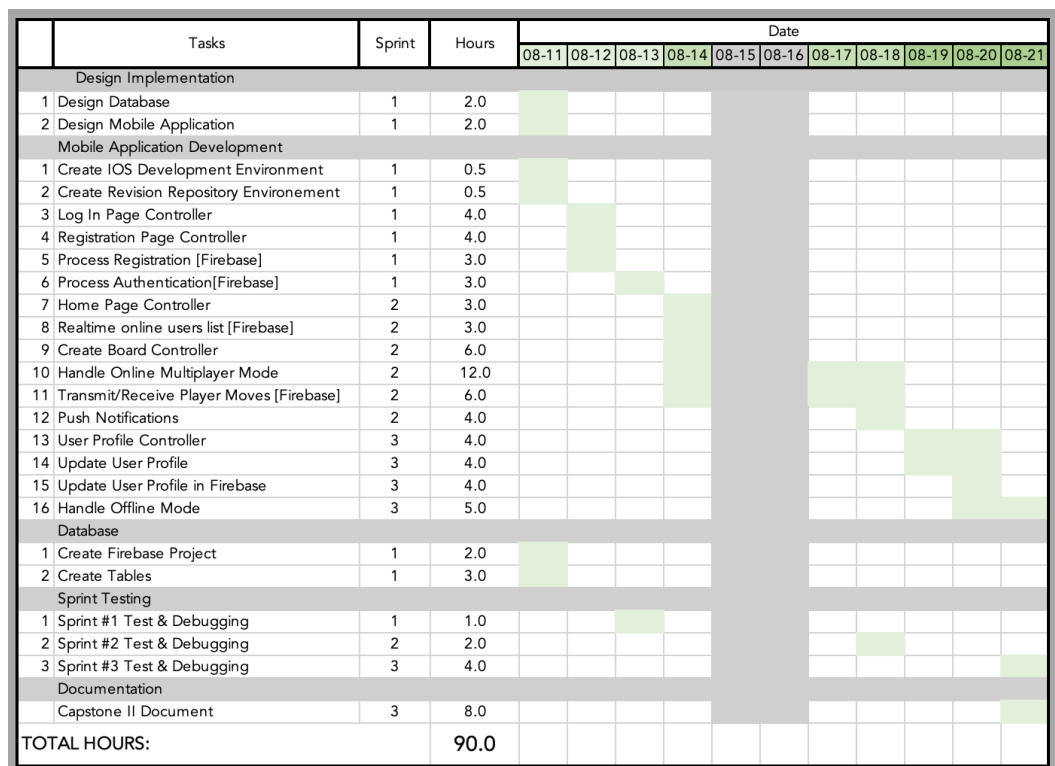 Tasks Sprint Hours Date
08-11 08-12 08-13 08-14 08-15 08-16 08-17 08-18 08-19 08-20 08-21
Design Implementation
1 Design Database 1 2.0
2 Design Mobile Application 1 2.0
Mobile Application Development
1 Create IOS Development Environment 1 0.5
2 Create Revision Repository Environement 1 0.5
3 Log In Page Controller 1 4.0
4 Registration Page Controller 1 4.0
5 Process Registration [Firebase] 1 3.0
6 Process Authentication[Firebase] 1 3.0
7 Home Page Controller 2 3.0
8 Realtime online users list [Firebase] 2 3.0
9 Create Board Controller 2 6.0
10 Handle Online Multiplayer Mode 2 12.0
11 Transmit/Receive Player Moves [Firebase] 2 6.0
12 Push Notifications 2 4.0
13 User Profile Controller 3 4.0
14 Update User Profile 3 4.0
15 Update User Profile in Firebase 3 4.0
16 Handle Offline Mode 3 5.0
Database
1 Create Firebase Project 1 2.0
2 Create Tables 1 3.0
Sprint Testing
1 Sprint #1 Test & Debugging 1 1.0
2 Sprint #2 Test & Debugging 2 2.0
3 Sprint #3 Test & Debugging 3 4.0
Documentation
Capstone II Document 3 8.0
TOTAL HOURS: 90.0